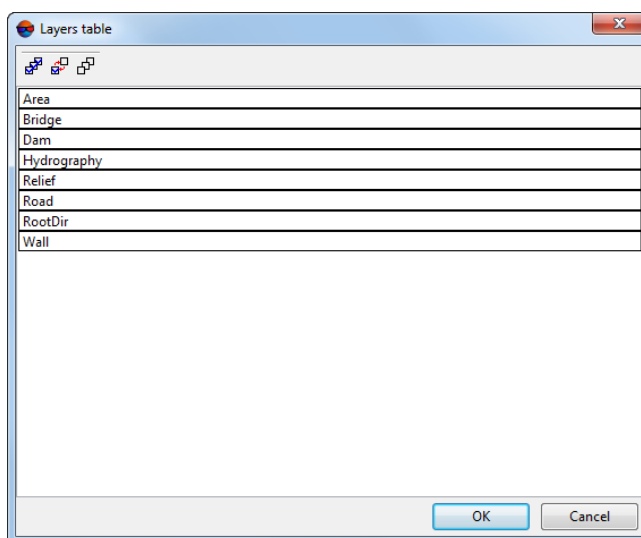 Layers table
Area
Bridge
Dam
Hydrography
Relief
Road
RootDir
Wall
OK Cancel